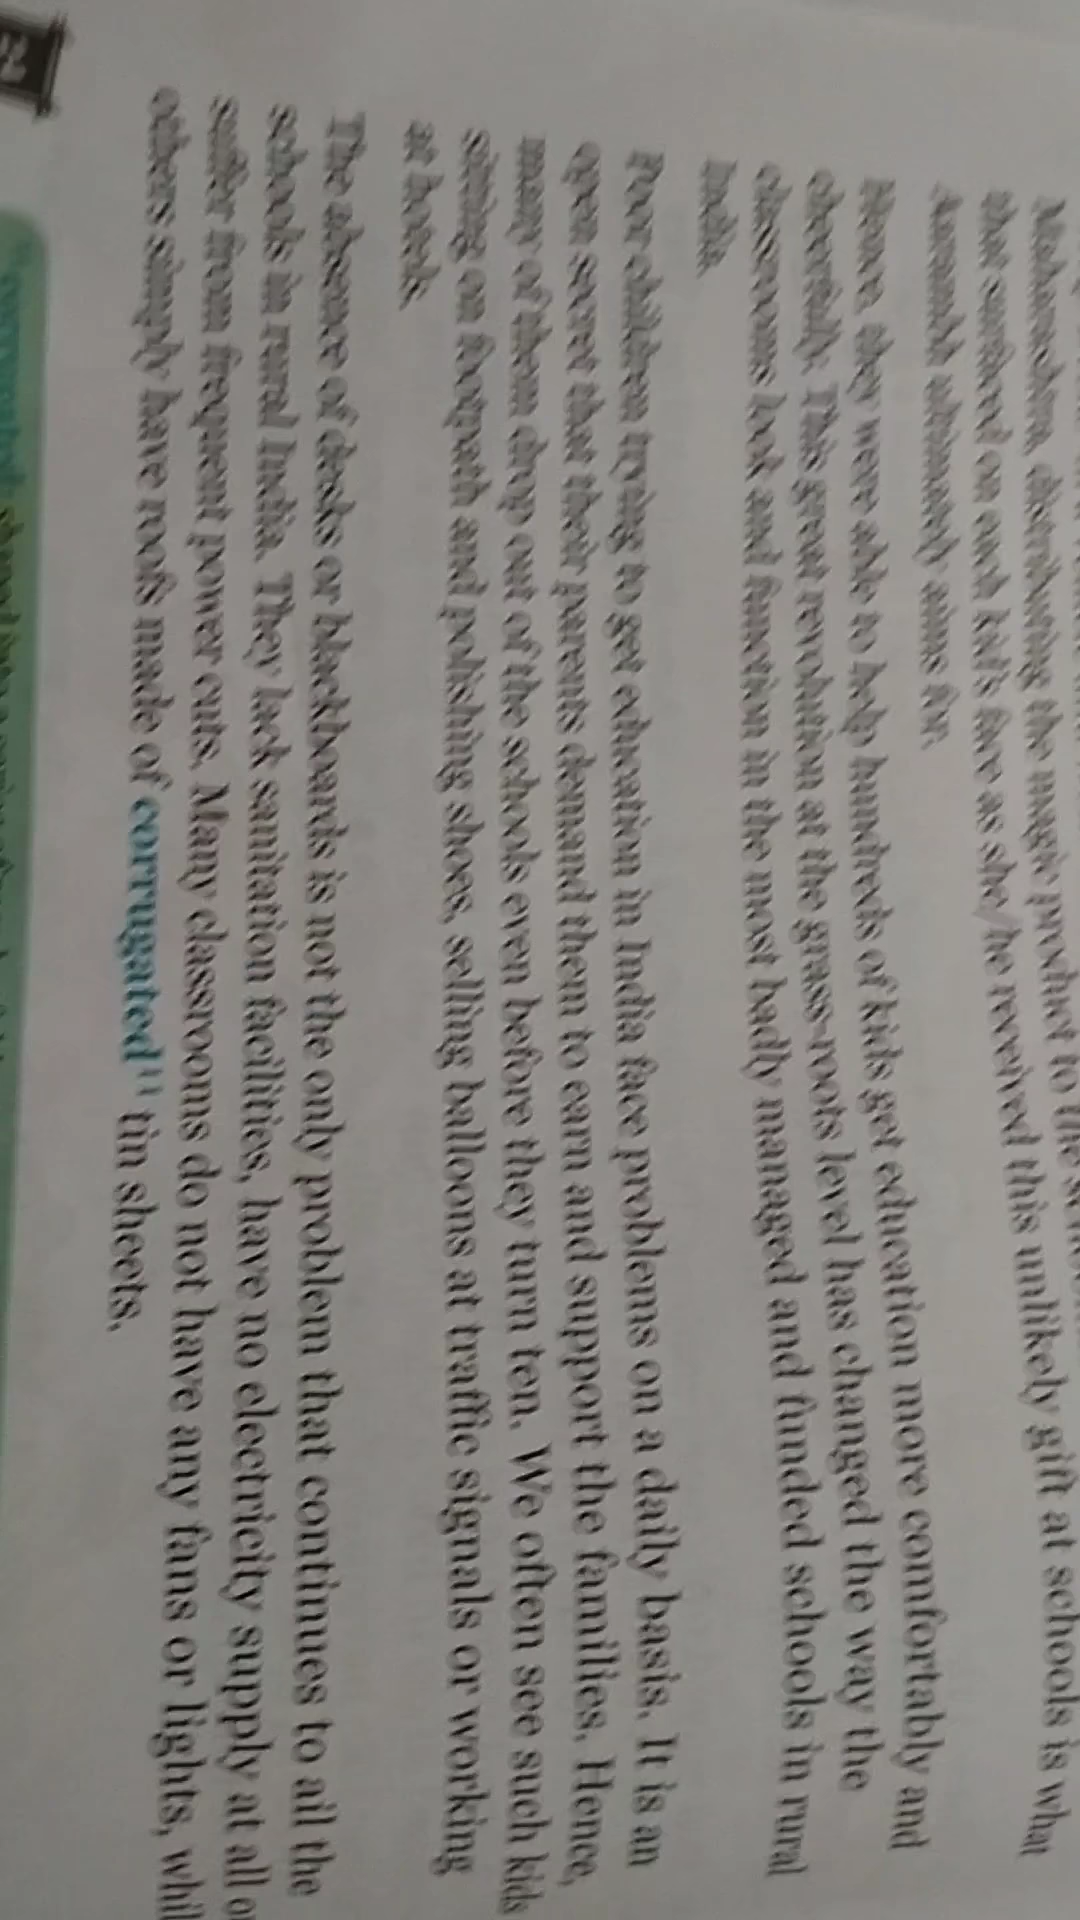 Maharashtra, distributing the magic product to the
that surfaced on each kid's face as she/he received this unlikely gift at schools is what
Aarambh ultimately aims for.
Hence, they were able to help hundreds of kids get education more comfortably and
cheerfully. This great revolution at the grass-roots level has changed the way the
classrooms look and function in the most badly managed and funded schools in rural
India.
Poor children trying to get education in India face problems on a daily basis. It is an
open secret that their parents demand them to earn and support the families. Hence,
many of them drop out of the schools even before they turn ten. We often see such kids
sitting on footpath and polishing shoes, selling balloons at traffic signals or working
at hotels.
The absence of desks or blackboards is not the only problem that continues to ail the
schools in rural India. They lack sanitation facilities, have no electricity supply at all or
suffer from frequent power cuts. Many classrooms do not have any fans or lights, whil
others simply have roofs made of corrugated¹¹ tin sheets.